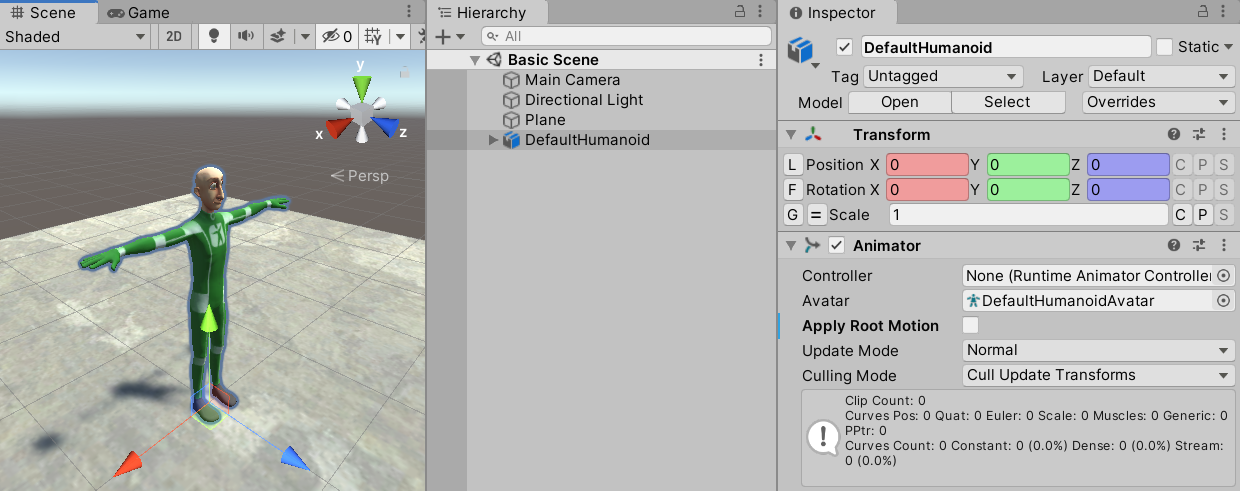 Scene
Game
Shaded
2D
0
y
x
z
Persp
Hierarchy
All
Basic Scene
Main Camera
Directional Light
Plane
DefaultHumanoid
Inspector
DefaultHumanoid
Static
Tag Untagged Layer Default
Model Open Select Overrides
Transform
L Position X 0 Y 0 Z 0 C P S
F Rotation X 0 Y 0 Z 0 C P S
G = Scale 1 C P S
Animator
Controller None (Runtime Animator Controller
Avatar DefaultHumanoidAvatar
Apply Root Motion
Update Mode Normal
Culling Mode Cull Update Transforms
Clip Count: 0
Curves Pos: 0 Quat: 0 Euler: 0 Scale: 0 Muscles: 0 Generic: 0
PPtr: 0
Curves Count: 0 Constant: 0 (0.0%) Dense: 0 (0.0%) Stream:
0 (0.0%)